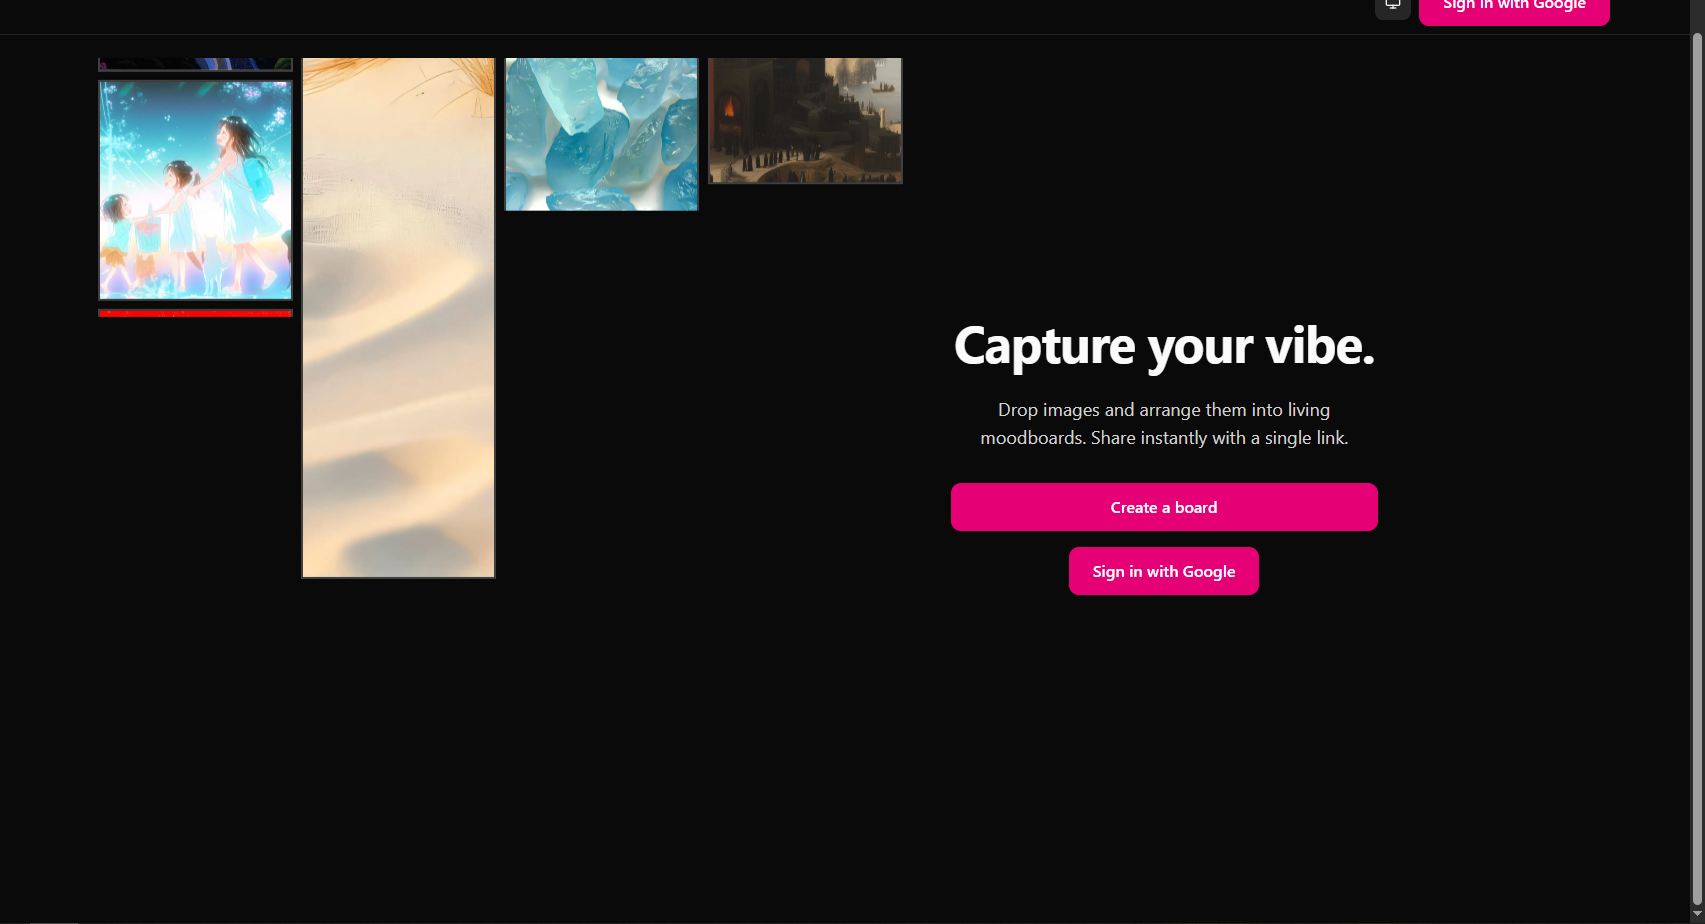 Sign in with Google
Capture your vibe.
Drop images and arrange them into living
moodboards. Share instantly with a single link.
Create a board
Sign in with Google